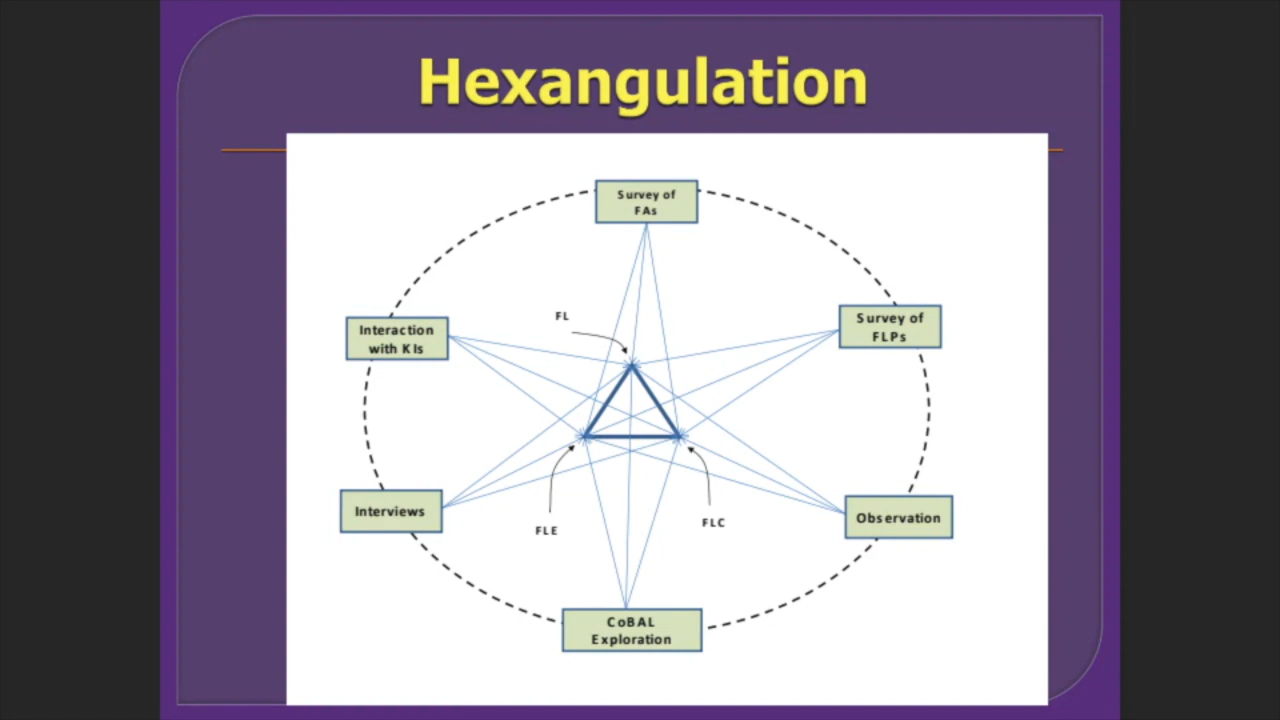 Hexangulation
Survey of
FAs
FL
Interaction
with KIs
Survey of
FLPs
Interviews
FLE
FLC
Observation
CoBAL
Exploration